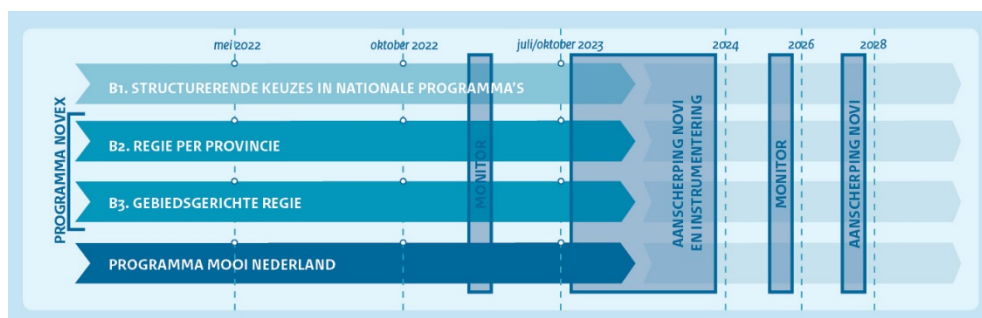 mei 2022
oktober 2022
juli/oktober 2023
2024
2026
2028
PROGRAMMA NOVEX
B1. STRUCTURERENDE KEUZES IN NATIONALE PROGRAMMA'S
B2. REGIE PER PROVINCIE
B3. GEBIEDSGERICHTE REGIE
PROGRAMMA MOOI NEDERLAND
MONITOR
AANSCHERPING NOVI
EN INSTRUMENTERING
MONITOR
AANSCHERPING NOVI